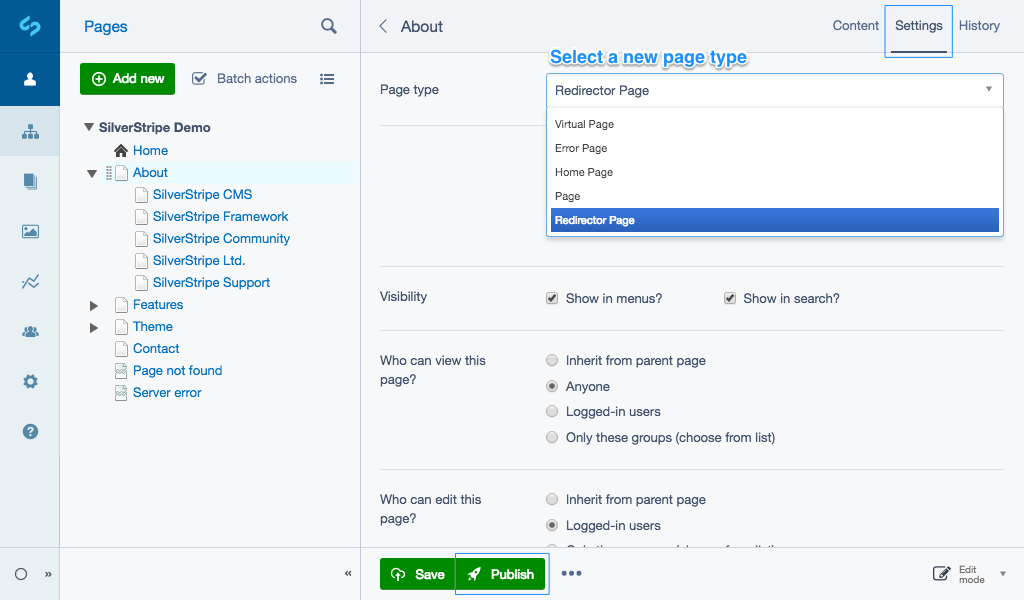 Pages
About
Content
Settings
History
Add new
Batch actions
SilverStripe Demo
Home
About
SilverStripe CMS
SilverStripe Framework
SilverStripe Community
SilverStripe Ltd.
SilverStripe Support
Features
Theme
Contact
Page not found
Server error
Select a new page type
Page type
Redirector Page
Virtual Page
Error Page
Home Page
Page
Redirector Page
Visibility
Show in menus?
Show in search?
Who can view this
page?
Inherit from parent page
Anyone
Logged-in users
Only these groups (choose from list)
Who can edit this
page?
Inherit from parent page
Logged-in users
»
«
Save
Publish
Edit
mode